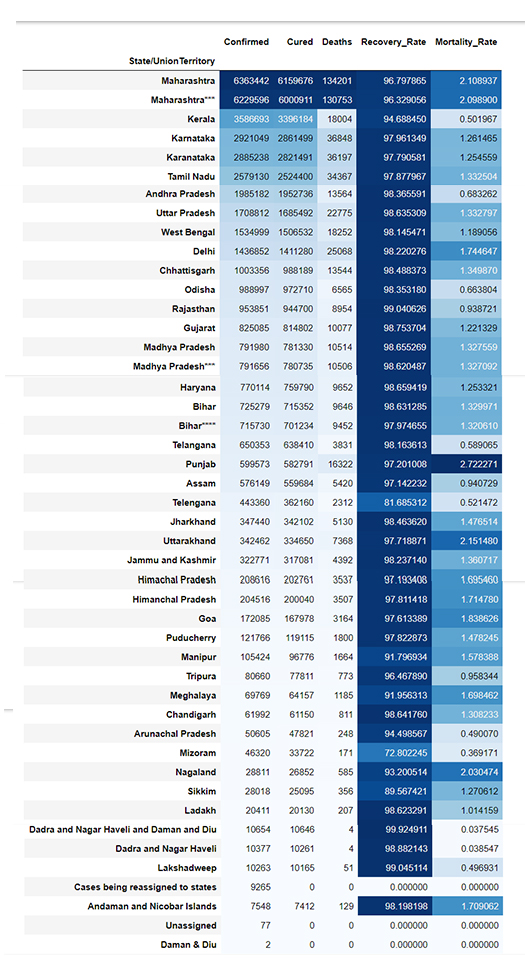 Confirmed Cured Deaths Recovery_Rate Mortality_Rate
State/UnionTerritory
Maharashtra 6363442 6159676 134201 96.797865 2.108937
Maharashtra*** 6229596 6000911 130753 96.329056 2.098900
Kerala 3586693 3396184 18004 94.688450 0.501967
Karnataka 2921049 2861499 36848 97.961349 1.261465
Karanataka 2885238 2821491 36197 97.790581 1.254559
Tamil Nadu 2579130 2524400 34367 97.877967 1.332504
Andhra Pradesh 1985182 1952736 13564 98.365591 0.683262
Uttar Pradesh 1708812 1685492 22775 98.635309 1.332797
West Bengal 1534999 1506532 18252 98.145471 1.189056
Delhi 1436852 1411280 25068 98.220276 1.744647
Chhattisgarh 1003356 988189 13544 98.488373 1.349870
Odisha 988997 972710 6565 98.353180 0.663804
Rajasthan 953851 944700 8954 99.040626 0.938721
Gujarat 825085 814802 10077 98.753704 1.221329
Madhya Pradesh 791980 781330 10514 98.655269 1.327559
Madhya Pradesh*** 791656 780735 10506 98.620487 1.327092
Haryana 770114 759790 9652 98.659419 1.253321
Bihar 725279 715352 9646 98.631285 1.329971
Bihar**** 715730 701234 9452 97.974655 1.320610
Telangana 650353 638410 3831 98.163613 0.589065
Punjab 599573 582791 16322 97.201008 2.722271
Assam 576149 559684 5420 97.142232 0.940729
Telengana 443360 362160 2312 81.685312 0.521472
Jharkhand 347440 342102 5130 98.463620 1.476514
Uttarakhand 342462 334650 7368 97.718871 2.151480
Jammu and Kashmir 322771 317081 4392 98.237140 1.360717
Himachal Pradesh 208616 202761 3537 97.193408 1.695460
Himanchal Pradesh 204516 200040 3507 97.811418 1.714780
Goa 172085 167978 3164 97.613389 1.838626
Puducherry 121766 119115 1800 97.822873 1.478245
Manipur 105424 96776 1664 91.796934 1.578388
Tripura 80660 77811 773 96.467890 0.958344
Meghalaya 69769 64157 1185 91.956313 1.698462
Chandigarh 61992 61150 811 98.641760 1.308233
Arunachal Pradesh 50605 47821 248 94.498567 0.490070
Mizoram 46320 33722 171 72.802245 0.369171
Nagaland 28811 26852 585 93.200514 2.030474
Sikkim 28018 25095 356 89.567421 1.270612
Ladakh 20411 20130 207 98.623291 1.014159
Dadra and Nagar Haveli and Daman and Diu 10654 10646 4 99.924911 0.037545
Dadra and Nagar Haveli 10377 10261 4 98.882143 0.038547
Lakshadweep 10263 10165 51 99.045114 0.496931
Cases being reassigned to states 9265 0 0 0.000000 0.000000
Andaman and Nicobar Islands 7548 7412 129 98.198198 1.709062
Unassigned 77 0 0 0.000000 0.000000
Daman & Diu 2 0 0 0.000000 0.000000